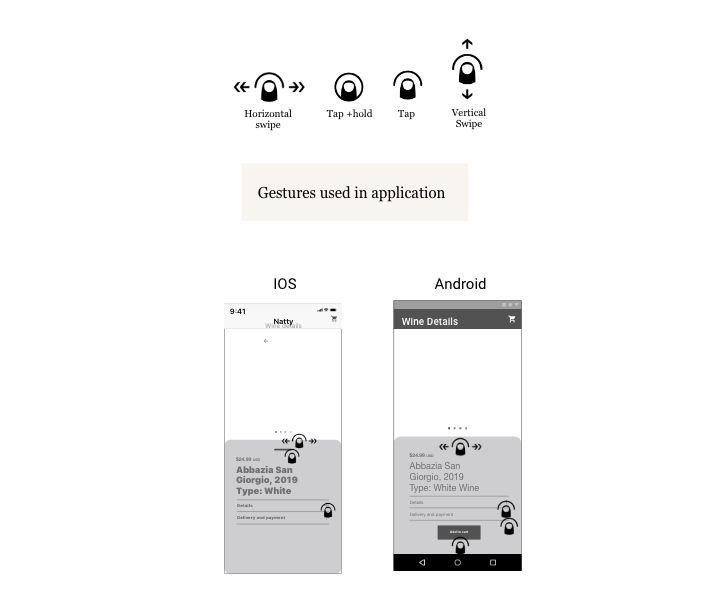 Horizontal
swipe
Tap +hold
Tap
Vertical
Swipe
Gestures used in application
IOS
Android
9:41
Natty
Wine details
$24.99 USD
Abbazia San
Giorgio, 2019
Type: White
Details
Delivery and payment
Wine Details
$24.99 USD
Abbazia San
Giorgio, 2019
Type: White Wine
Details
Delivery and payment
Add to cart